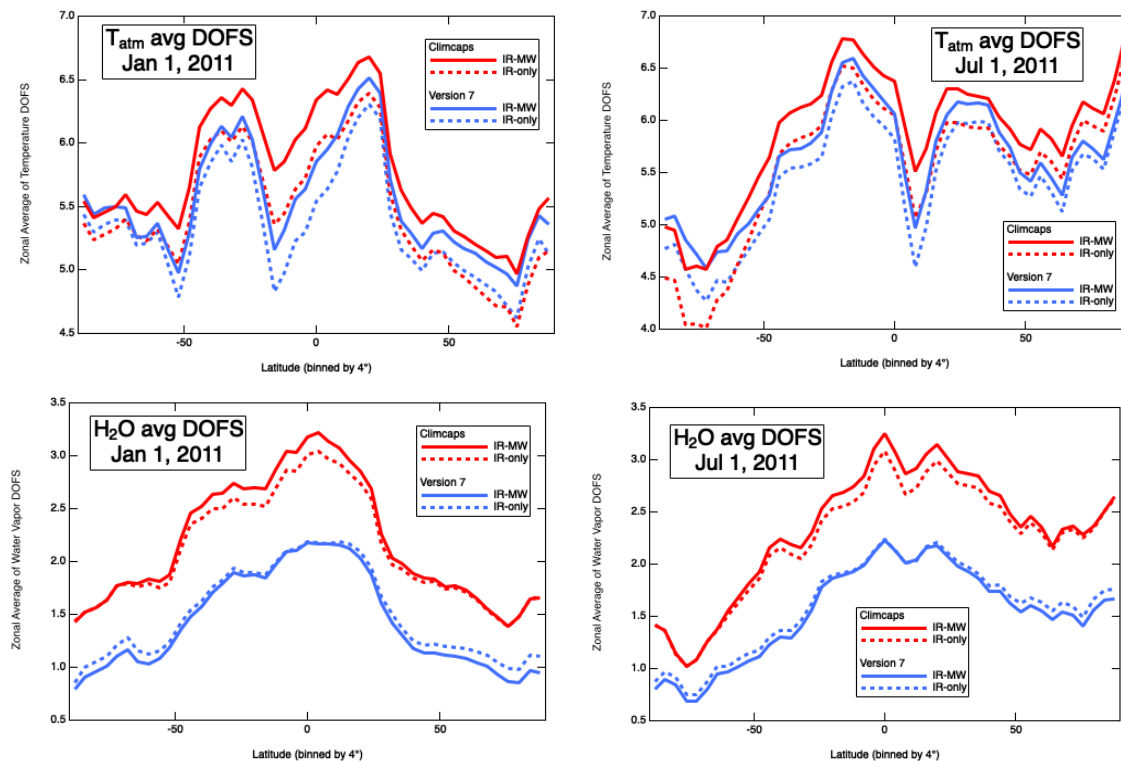 T_atm avg DOFS
Jan 1, 2011
Climcaps
IR-MW
IR-only
Version 7
IR-MW
IR-only
Zonal Average of Temperature DOFS
7.0
6.5
6.0
5.5
5.0
4.5
-50
0
50
Latitude (binned by 4°)
T_atm avg DOFS
Jul 1, 2011
Climcaps
IR-MW
IR-only
Version 7
IR-MW
IR-only
Zonal Average of Temperature DOFS
7.0
6.5
6.0
5.5
5.0
4.5
4.0
-50
0
50
Latitude (binned by 4°)
H₂O avg DOFS
Jan 1, 2011
Climcaps
IR-MW
IR-only
Version 7
IR-MW
IR-only
Zonal Average of Water Vapor DOFS
3.5
3.0
2.5
2.0
1.5
1.0
0.5
-50
0
50
Latitude (binned by 4°)
H₂O avg DOFS
Jul 1, 2011
Climcaps
IR-MW
IR-only
Version 7
IR-MW
IR-only
Zonal Average of Water Vapor DOFS
3.5
3.0
2.5
2.0
1.5
1.0
0.5
-50
0
50
Latitude (binned by 4°)